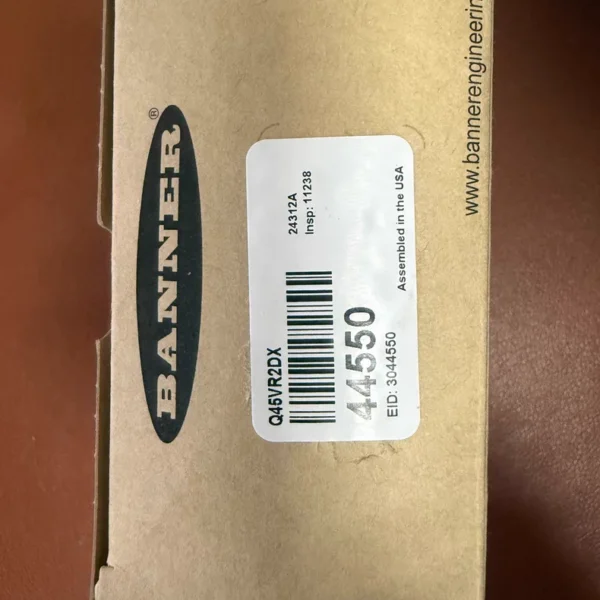 BANNER®
Q45VR2DX
24312A
Insp: 11238
44550
EID: 3044550
Assembled in the USA
www.bannerengineerin